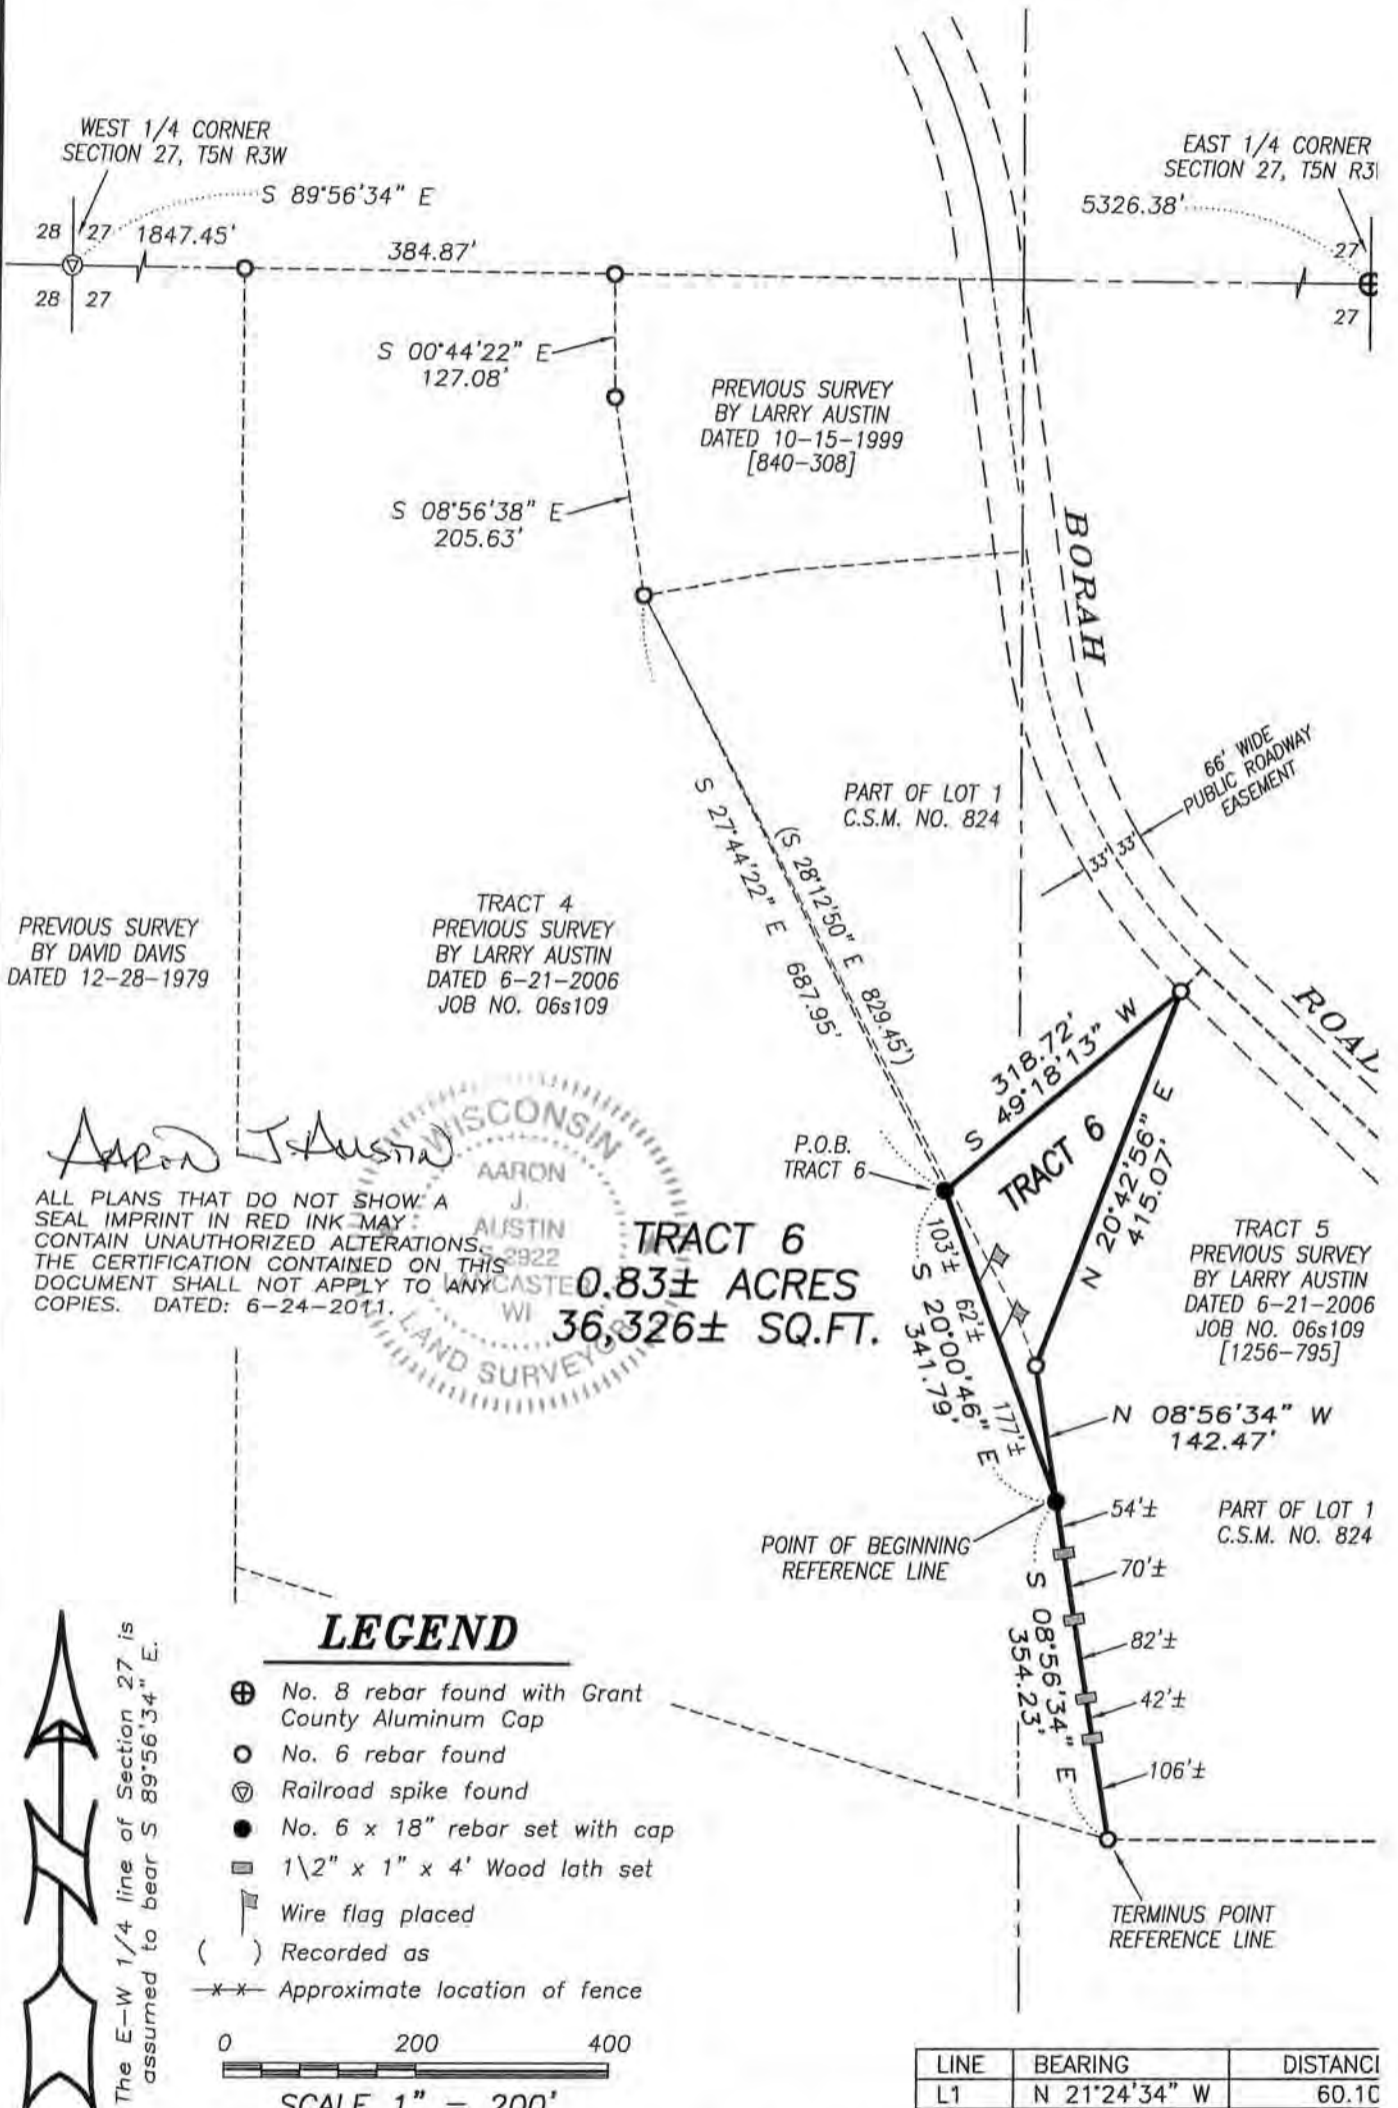 WEST 1/4 CORNER
SECTION 27, T5N R3W
S 89°56'34" E
28 27
1847.45'
384.87'
28 27
EAST 1/4 CORNER
SECTION 27, T5N R3
5326.38'
27
27
S 00°44'22" E
127.08'
PREVIOUS SURVEY
BY LARRY AUSTIN
DATED 10-15-1999
[840-308]
S 08°56'38" E
205.63'
BORAH
ROAD
66' WIDE
PUBLIC ROADWAY
EASEMENT
33' 33'
PART OF LOT 1
C.S.M. NO. 824
S 27°44'22" E 687.95'
(S 28°12'50" E 829.45')
PREVIOUS SURVEY
BY DAVID DAVIS
DATED 12-28-1979
TRACT 4
PREVIOUS SURVEY
BY LARRY AUSTIN
DATED 6-21-2006
JOB NO. 06s109
318.72'
S 49°18'13" W
TRACT 6
N 20°42'56" E
415.07'
P.O.B.
TRACT 6
Aaron J. Austin
WISCONSIN
AARON
J.
AUSTIN
S-2922
LANCASTER
WI
LAND SURVEYOR
ALL PLANS THAT DO NOT SHOW A
SEAL IMPRINT IN RED INK MAY
CONTAIN UNAUTHORIZED ALTERATIONS.
THE CERTIFICATION CONTAINED ON THIS
DOCUMENT SHALL NOT APPLY TO ANY
COPIES. DATED: 6-24-2011.
TRACT 6
0.83± ACRES
36,326± SQ.FT.
103'±
62'±
177'±
S 20°00'46" E
341.79'
TRACT 5
PREVIOUS SURVEY
BY LARRY AUSTIN
DATED 6-21-2006
JOB NO. 06s109
[1256-795]
N 08°56'34" W
142.47'
PART OF LOT 1
C.S.M. NO. 824
POINT OF BEGINNING
REFERENCE LINE
54'±
70'±
82'±
42'±
106'±
S 08°56'34" E
354.23'
TERMINUS POINT
REFERENCE LINE
LEGEND
No. 8 rebar found with Grant
County Aluminum Cap
No. 6 rebar found
Railroad spike found
No. 6 x 18" rebar set with cap
1\2" x 1" x 4' Wood lath set
Wire flag placed
( ) Recorded as
-x-x- Approximate location of fence
0 200 400
SCALE 1" = 200'
N
The E-W 1/4 line of Section 27 is
assumed to bear S 89°56'34" E.
LINE BEARING DISTANC
L1 N 21°24'34" W 60.10